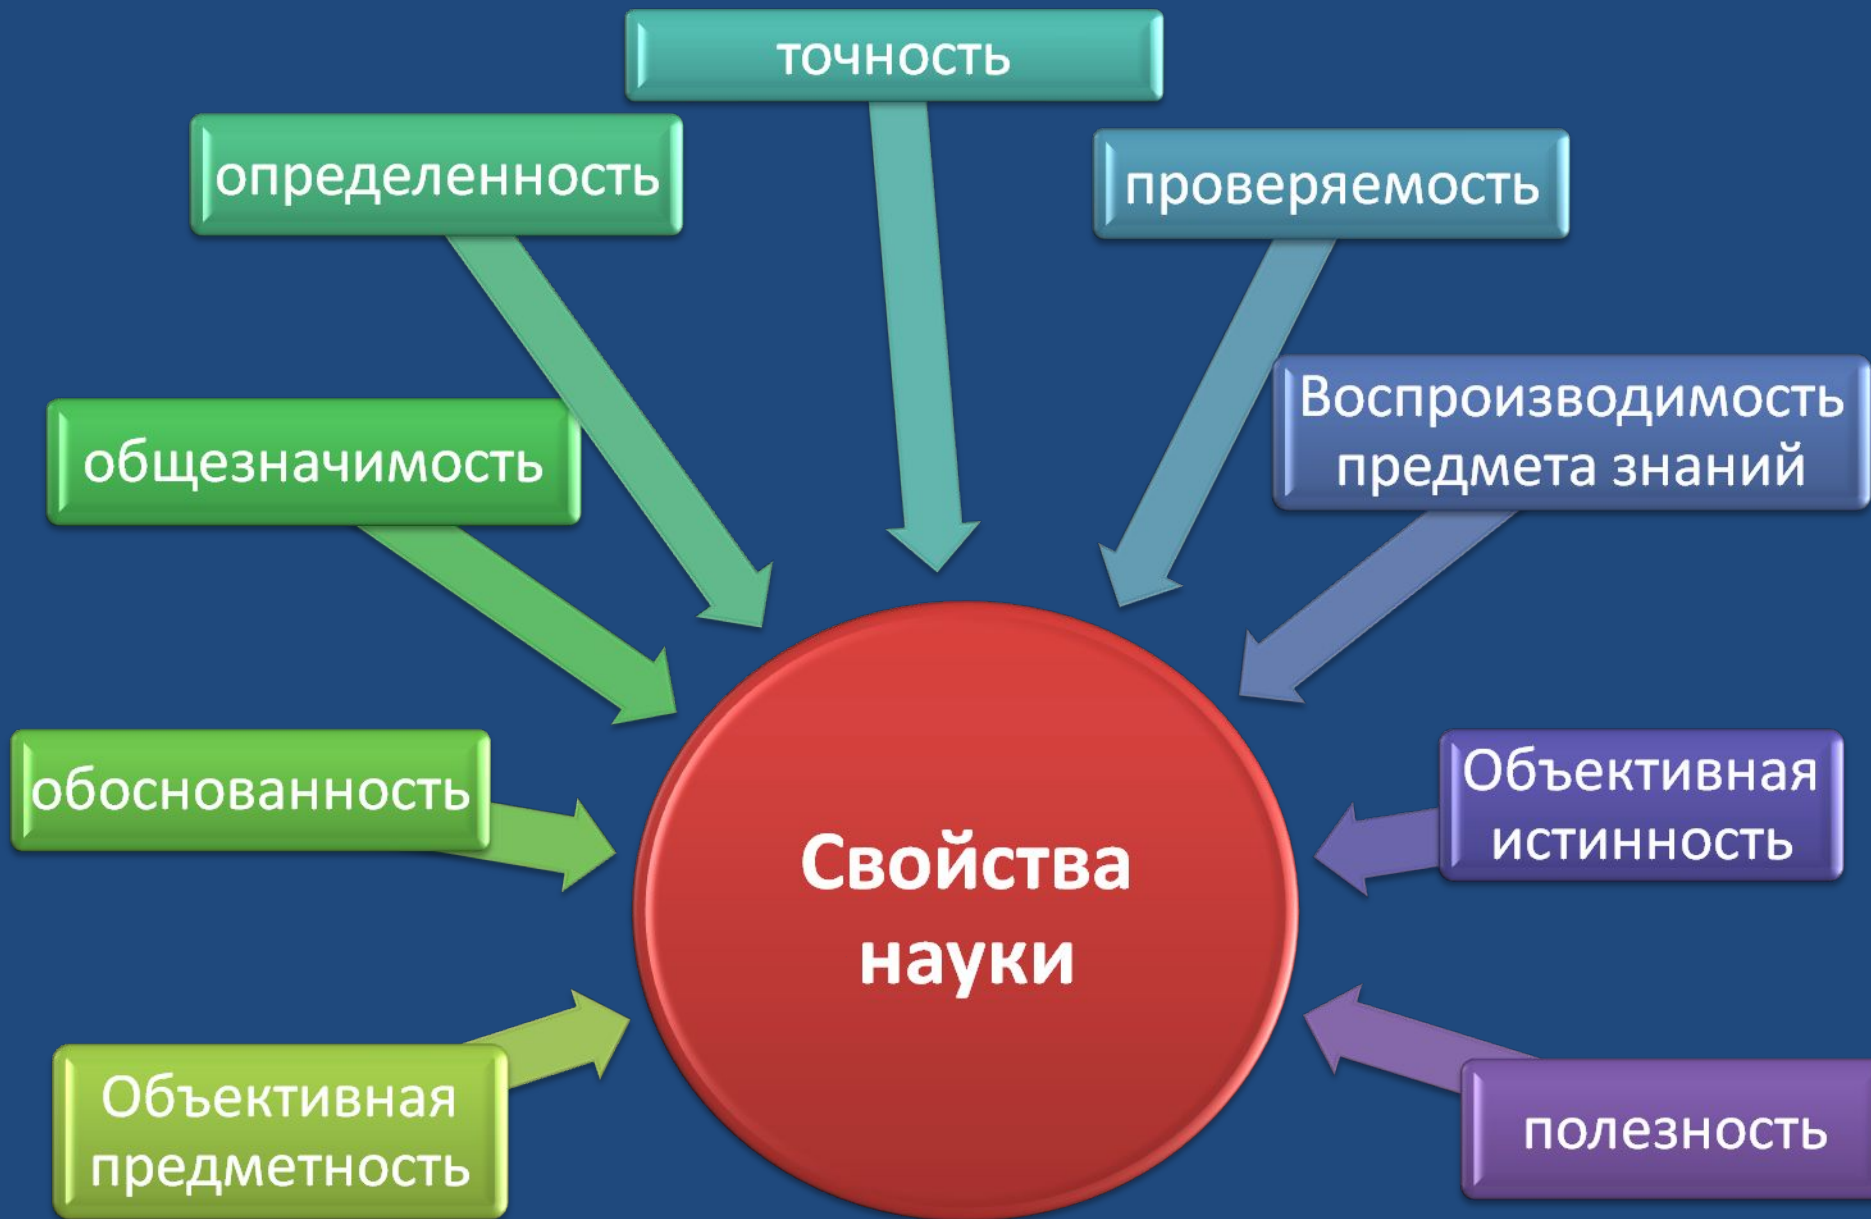 точность
определенность
проверяемость
Воспроизводимость
предмета знаний
общезначимость
обоснованность
Объективная
истинность
Свойства
науки
Объективная
предметность
полезность